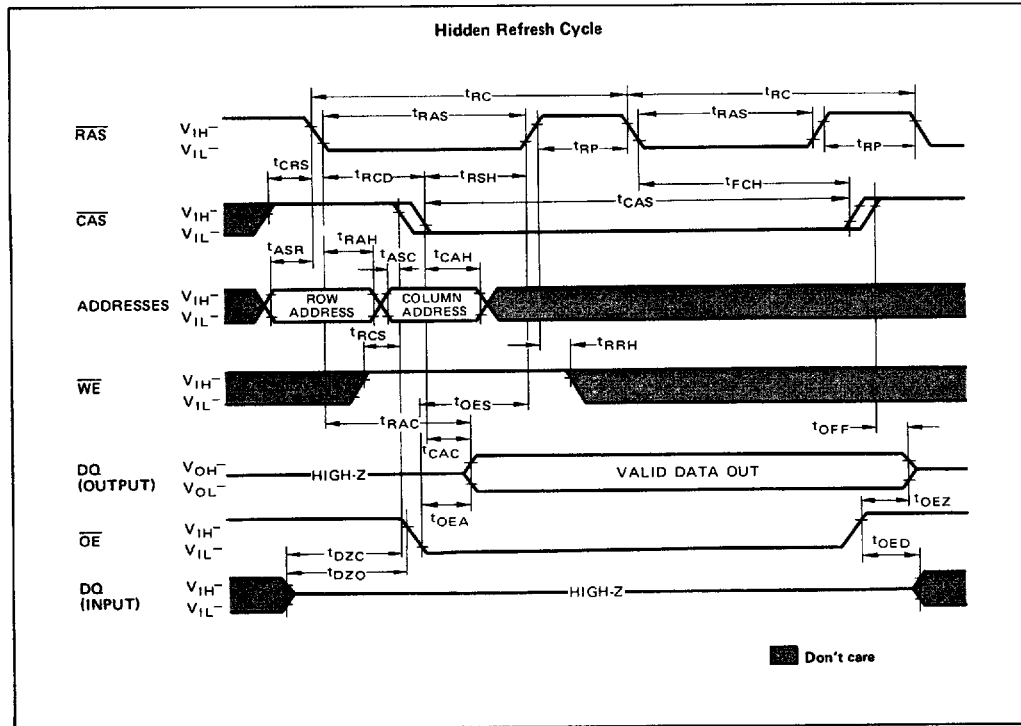 Hidden Refresh Cycle
tRC tRC
tRAS tRAS
RAS VIH-
VIL-
tRP tRP
tCRS tRCD tRSH tFCH
tCAS
CAS VIH-
VIL-
tASR tRAH tASC tCAH
ADDRESSES VIH-
VIL-
ROW ADDRESS
COLUMN ADDRESS
tRCS tRRH
WE VIH-
VIL-
tOES
tRAC tOFF
tCAC
DQ (OUTPUT) VOH-
VOL-
HIGH-Z VALID DATA OUT
tOEA tOEZ
OE VIH-
VIL-
tDZC tOED
tDZO
DQ (INPUT) VIH-
VIL-
HIGH-Z
Don't care